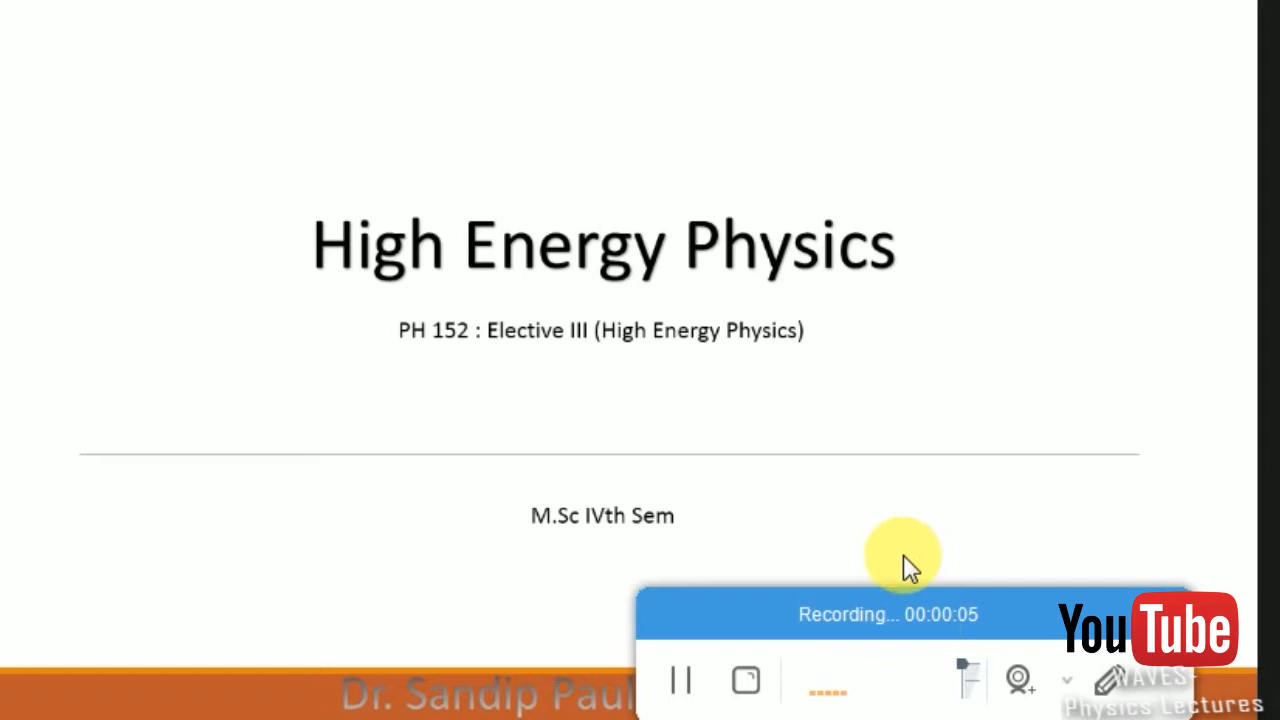 High Energy Physics
PH 152 : Elective III (High Energy Physics)
M.Sc IVth Sem
Recording... 00:00:05
YouTube
Dr. Sandip Paul
WAVES-
Physics Lectures